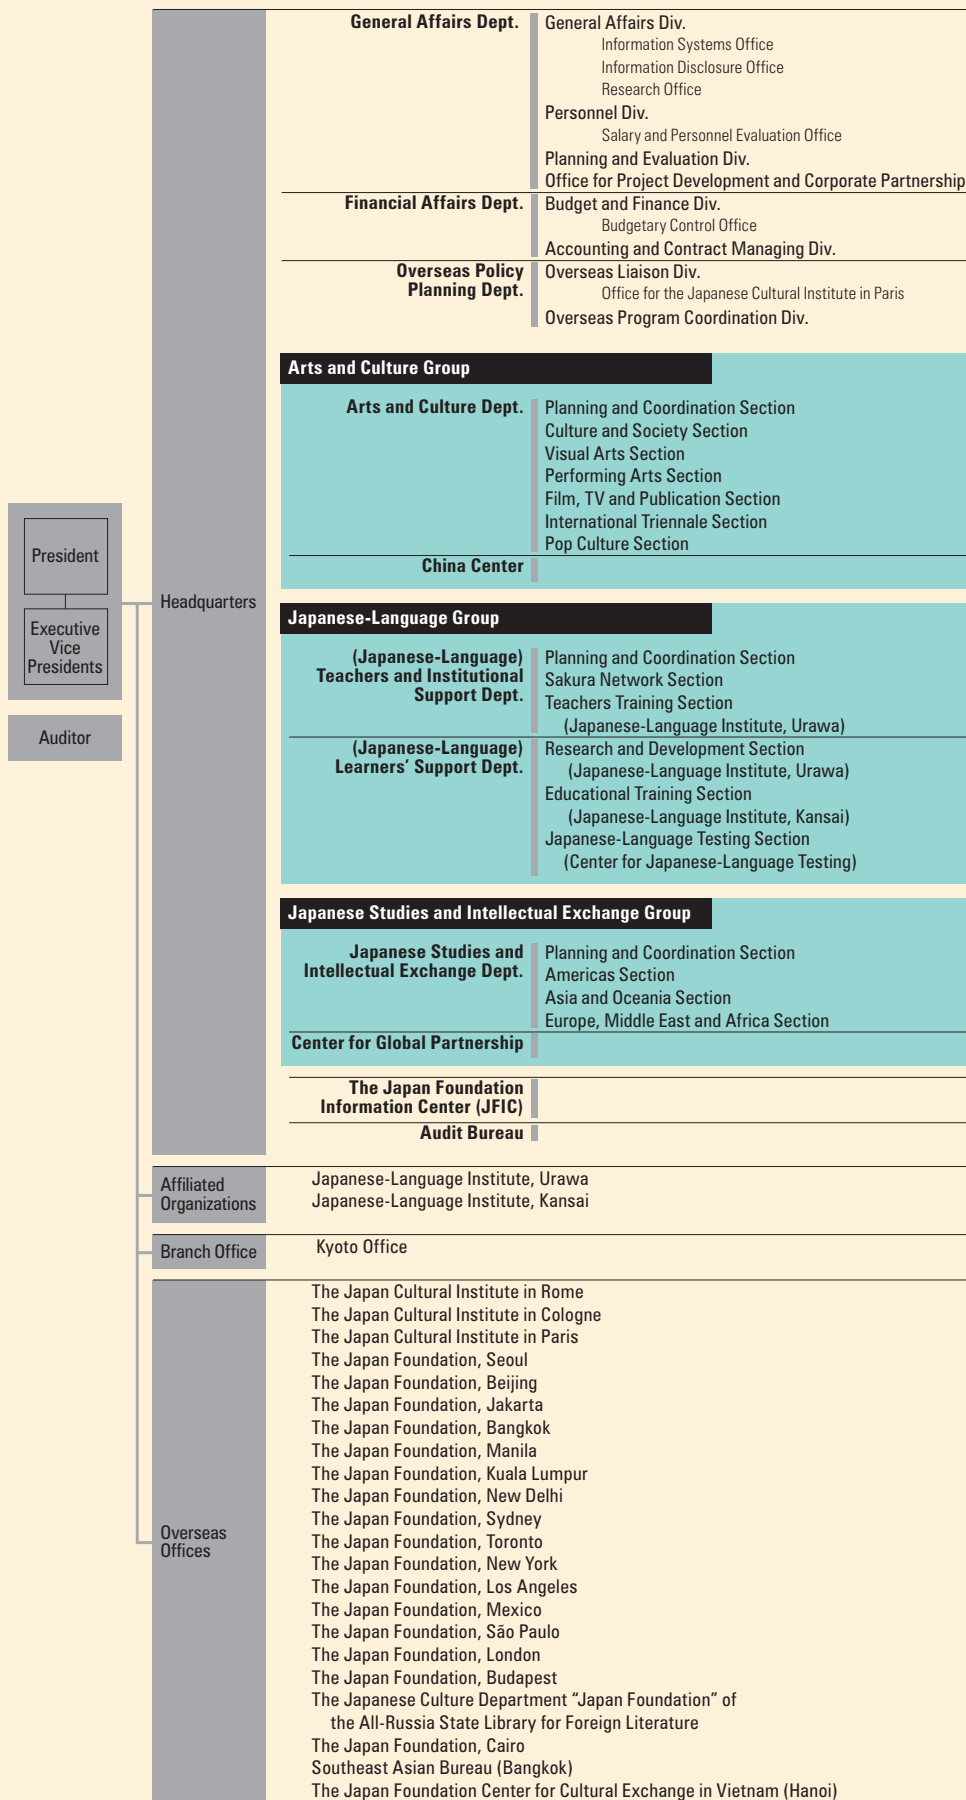 President
Executive
Vice
Presidents
Auditor
Headquarters
General Affairs Dept.
General Affairs Div.
Information Systems Office
Information Disclosure Office
Research Office
Personnel Div.
Salary and Personnel Evaluation Office
Planning and Evaluation Div.
Office for Project Development and Corporate Partnership
Financial Affairs Dept.
Budget and Finance Div.
Budgetary Control Office
Accounting and Contract Managing Div.
Overseas Policy
Planning Dept.
Overseas Liaison Div.
Office for the Japanese Cultural Institute in Paris
Overseas Program Coordination Div.
Arts and Culture Group
Arts and Culture Dept.
Planning and Coordination Section
Culture and Society Section
Visual Arts Section
Performing Arts Section
Film, TV and Publication Section
International Triennale Section
Pop Culture Section
China Center
Japanese-Language Group
(Japanese-Language)
Teachers and Institutional
Support Dept.
Planning and Coordination Section
Sakura Network Section
Teachers Training Section
(Japanese-Language Institute, Urawa)
(Japanese-Language)
Learners’ Support Dept.
Research and Development Section
(Japanese-Language Institute, Urawa)
Educational Training Section
(Japanese-Language Institute, Kansai)
Japanese-Language Testing Section
(Center for Japanese-Language Testing)
Japanese Studies and Intellectual Exchange Group
Japanese Studies and
Intellectual Exchange Dept.
Planning and Coordination Section
Americas Section
Asia and Oceania Section
Europe, Middle East and Africa Section
Center for Global Partnership
The Japan Foundation
Information Center (JFIC)
Audit Bureau
Affiliated
Organizations
Japanese-Language Institute, Urawa
Japanese-Language Institute, Kansai
Branch Office
Kyoto Office
Overseas
Offices
The Japan Cultural Institute in Rome
The Japan Cultural Institute in Cologne
The Japan Cultural Institute in Paris
The Japan Foundation, Seoul
The Japan Foundation, Beijing
The Japan Foundation, Jakarta
The Japan Foundation, Bangkok
The Japan Foundation, Manila
The Japan Foundation, Kuala Lumpur
The Japan Foundation, New Delhi
The Japan Foundation, Sydney
The Japan Foundation, Toronto
The Japan Foundation, New York
The Japan Foundation, Los Angeles
The Japan Foundation, Mexico
The Japan Foundation, São Paulo
The Japan Foundation, London
The Japan Foundation, Budapest
The Japanese Culture Department “Japan Foundation” of
the All-Russia State Library for Foreign Literature
The Japan Foundation, Cairo
Southeast Asian Bureau (Bangkok)
The Japan Foundation Center for Cultural Exchange in Vietnam (Hanoi)